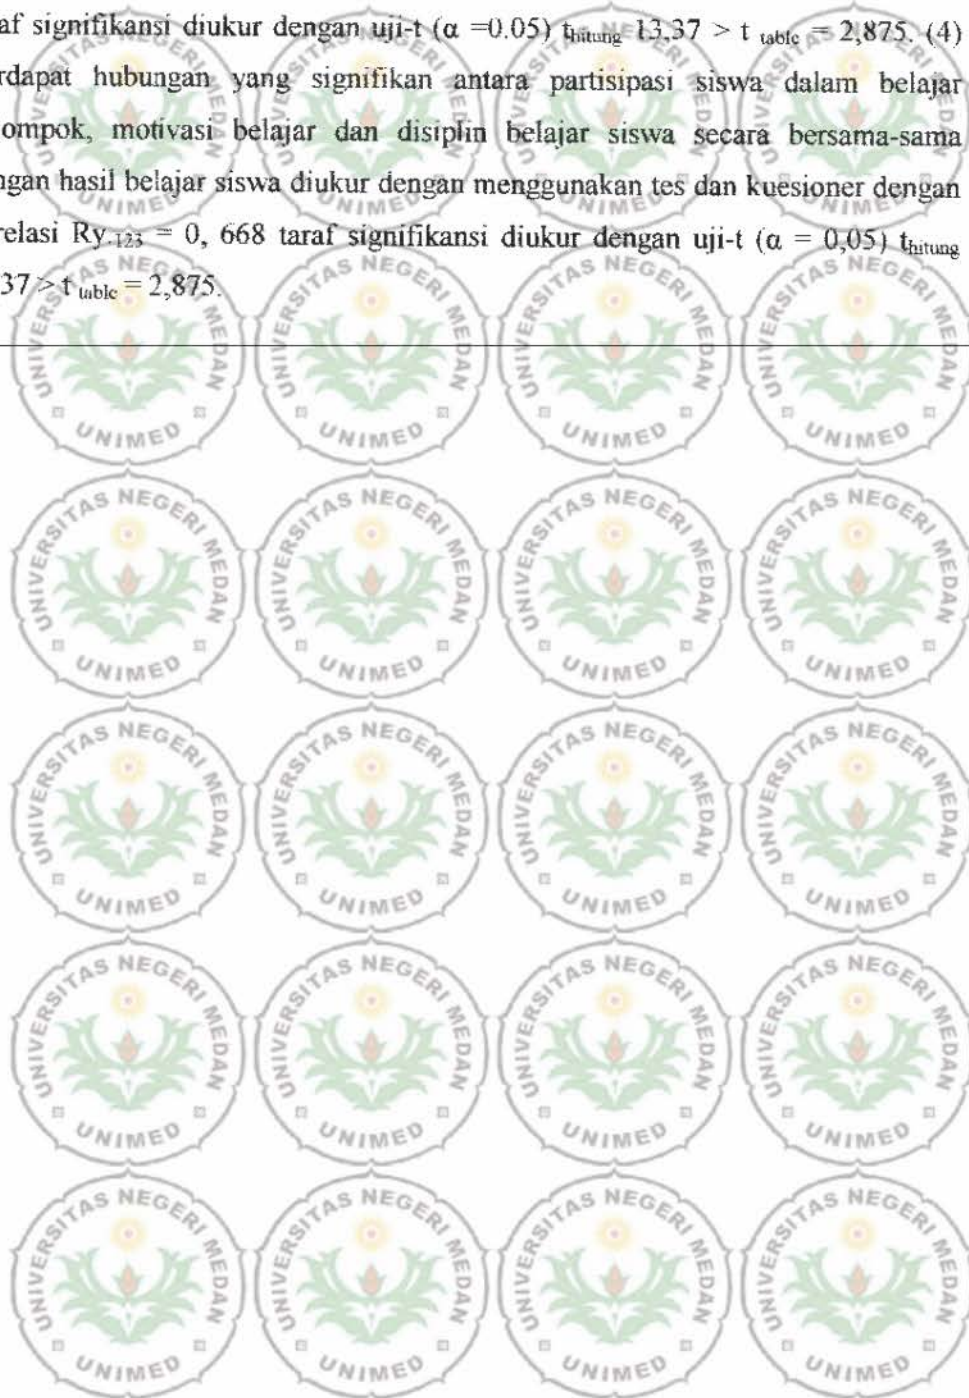 af signifikansi diukur dengan uji-t (α =0.05) thitung 13,37 > t table = 2,875. (4)
rdapat hubungan yang signifikan antara partisipasi siswa dalam belajar
ompok, motivasi belajar dan disiplin belajar siswa secara bersama-sama
ngan hasil belajar siswa diukur dengan menggunakan tes dan kuesioner dengan
relasi Ry.123 = 0, 668 taraf signifikansi diukur dengan uji-t (α = 0,05) thitung
37 > t table = 2,875.
UNIVERSITAS NEGERI MEDAN
UNIMED